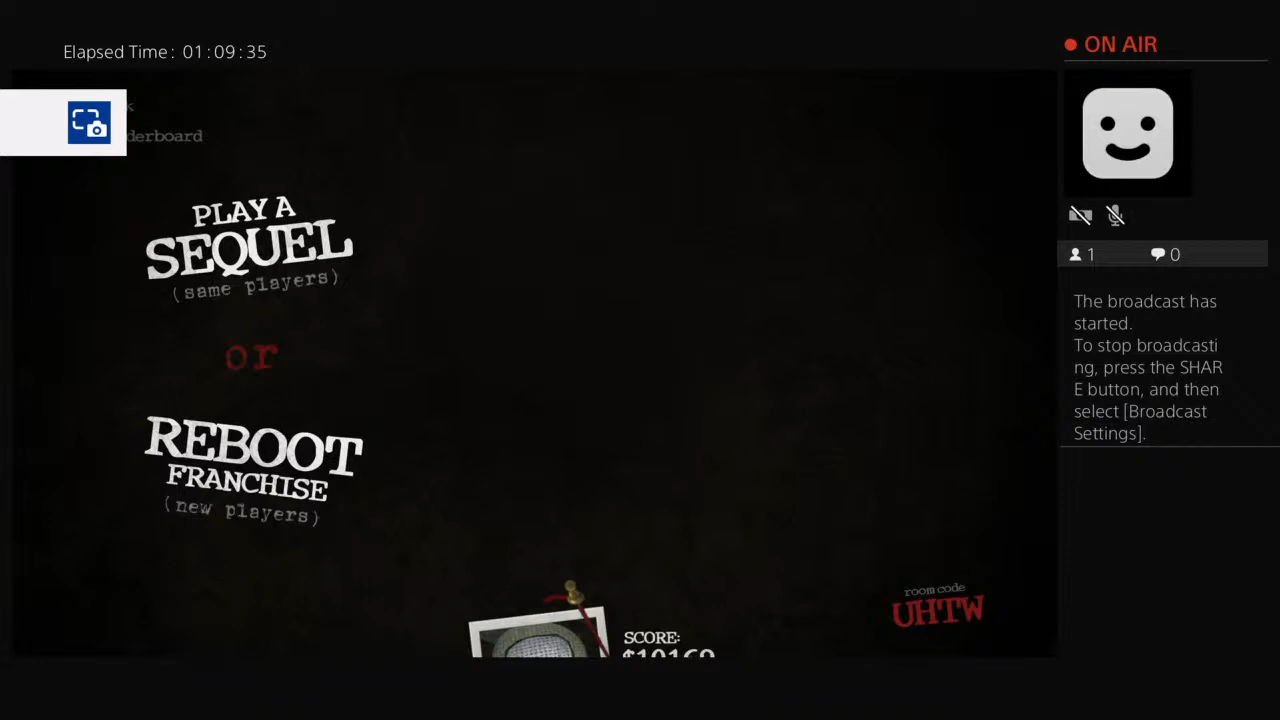 Elapsed Time: 01:09:35
ON AIR
PLAY A
SEQUEL
(same players)
or
REBOOT
FRANCHISE
(new players)
room code
UHTW
SCORE:
1
0
The broadcast has
started.
To stop broadcasti
ng, press the SHAR
E button, and then
select [Broadcast
Settings].